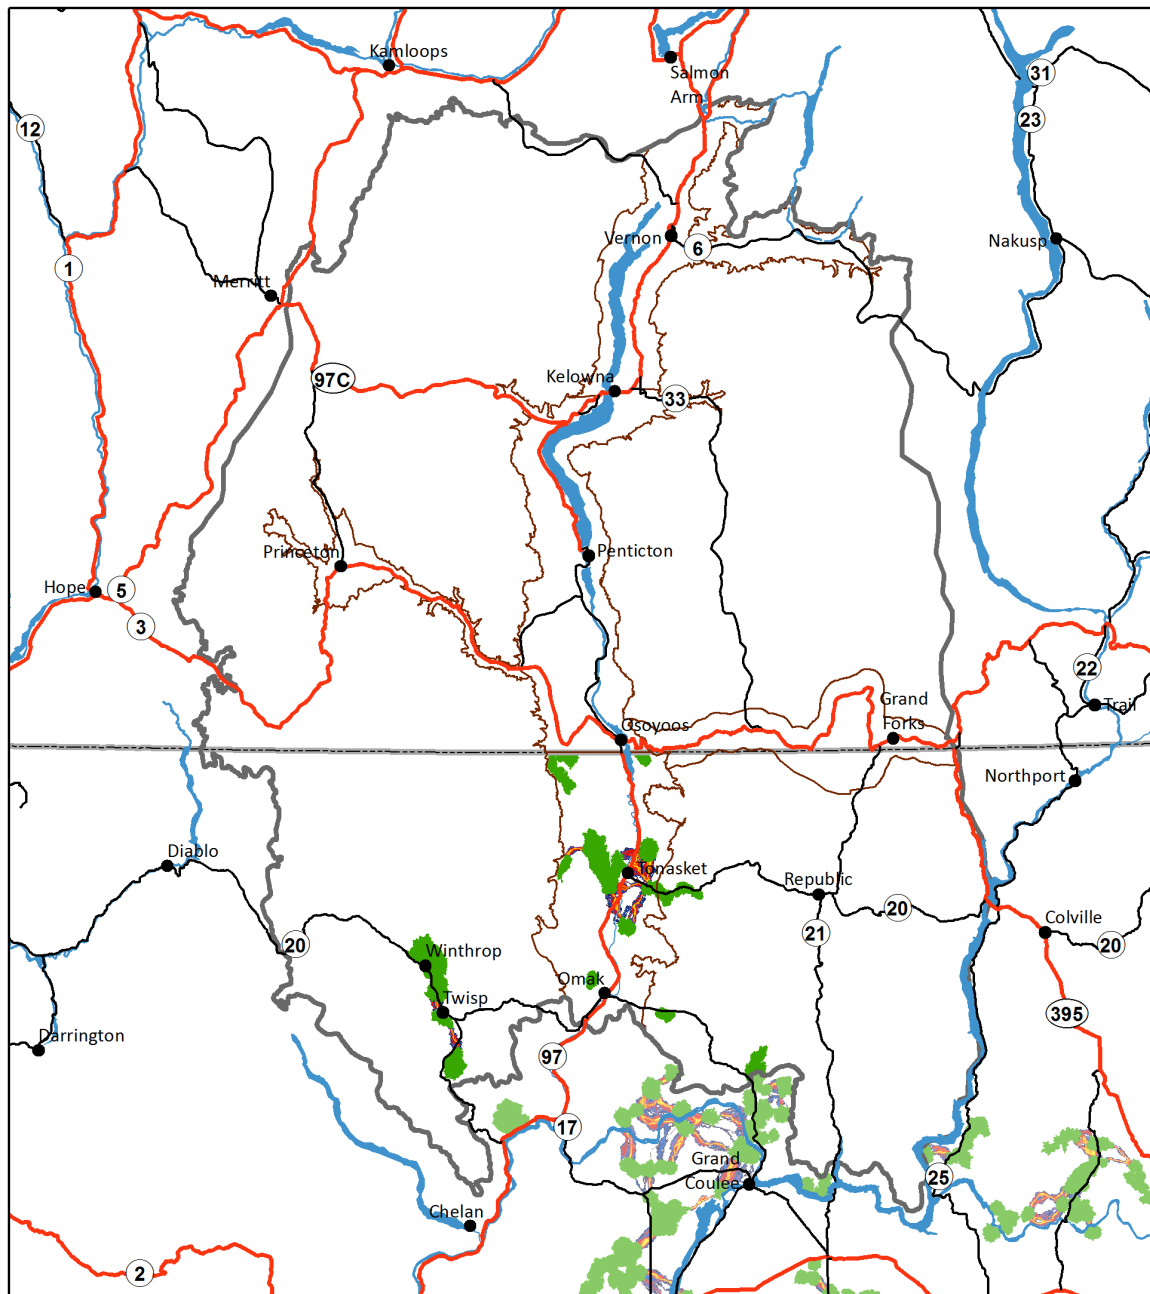 Kamloops
Salmon
Arm
31
12
23
Vernon
6
Nakusp
1
Merritt
97C
Kelowna
33
Princeton
Penticton
Hope
5
3
22
Grand
Forks
Trail
Osoyoos
Northport
Diablo
Tonasket
Republic
20
Colville
20
21
20
Winthrop
Omak
Twisp
395
Darrington
97
17
Grand
Coulee
25
Chelan
2